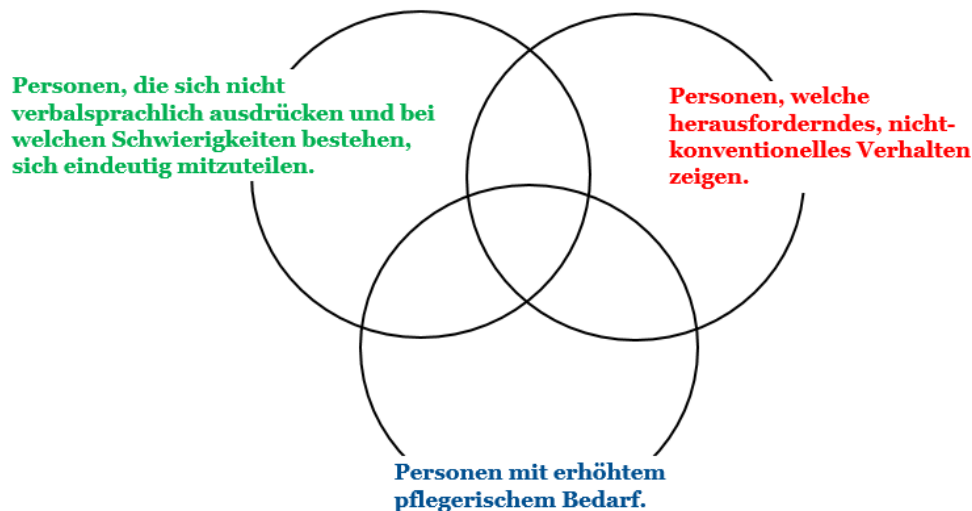 Personen, die sich nicht
verbalsprachlich ausdrücken und bei
welchen Schwierigkeiten bestehen,
sich eindeutig mitzuteilen.
Personen, welche
herausforderndes, nicht-
konventionelles Verhalten
zeigen.
Personen mit erhöhtem
pflegerischem Bedarf.